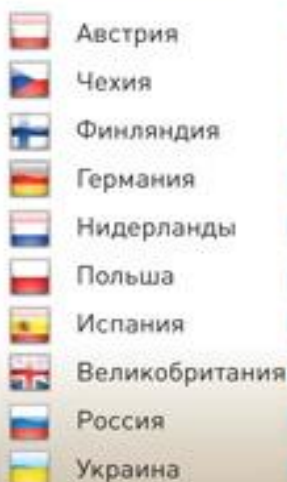 Австрия
Чехия
Финляндия
Германия
Нидерланды
Польша
Испания
Великобритания
Россия
Украина